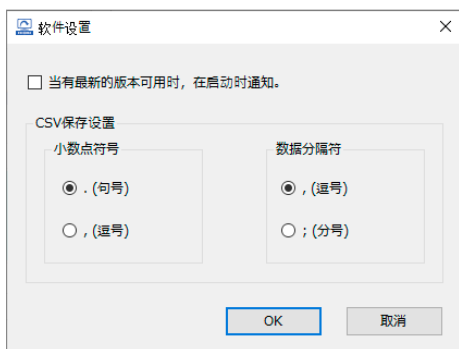 软件设置
当有最新的版本可用时，在启动时通知。
CSV保存设置
小数点符号
数据分隔符
. (句号)
, (逗号)
, (逗号)
; (分号)
OK
取消